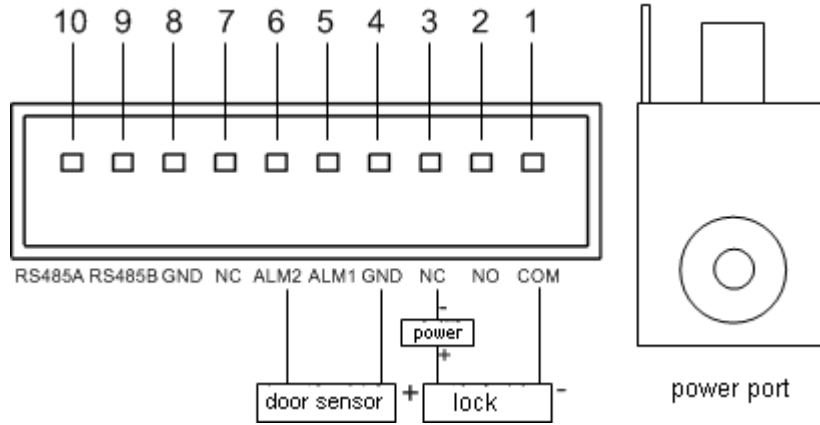 10 9 8 7 6 5 4 3 2 1
RS485A RS485B GND NC ALM2 ALM1 GND NC NO COM
-
power
+
door sensor + lock -
power port